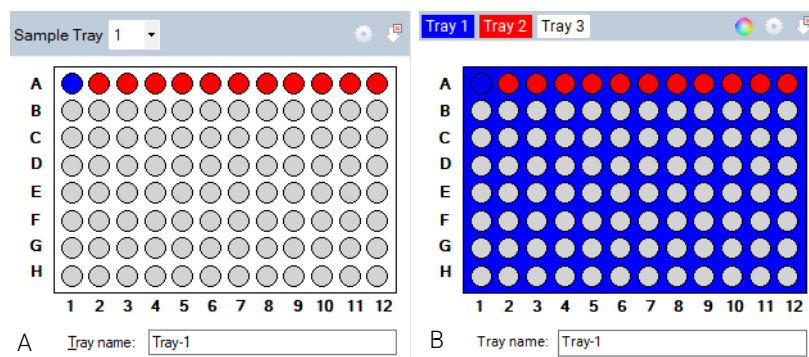 Sample Tray 1
A
B
C
D
E
F
G
H
1 2 3 4 5 6 7 8 9 10 11 12
A Tray name: Tray-1
Tray 1 Tray 2 Tray 3
A
B
C
D
E
F
G
H
1 2 3 4 5 6 7 8 9 10 11 12
B Tray name: Tray-1